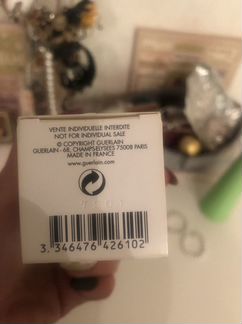 VENTE INDIVIDUELLE INTERDITE
NOT FOR INDIVIDUAL SALE
© COPYRIGHT GUERLAIN
GUERLAIN - 68, CHAMPS-ELYSEES 75008 PARIS
MADE IN FRANCE
www.guerlain.com
3 346476 426102